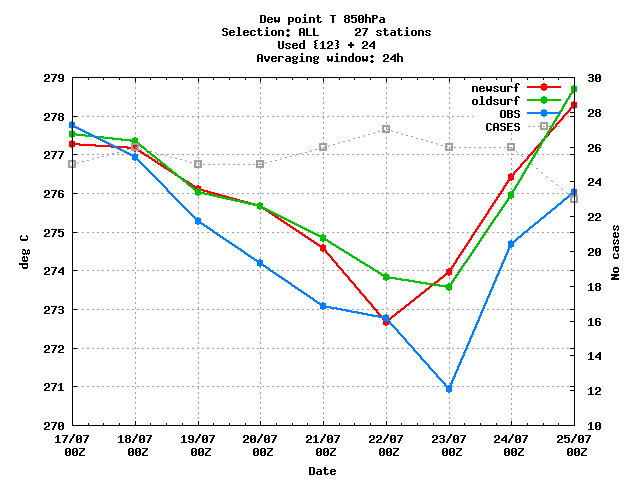 Dew point T 850hPa
Selection: ALL 27 stations
Used {12} + 24
Averaging window: 24h
279 30
newsurf
oldsurf
OBS
CASES
278 28
277 26
276 24
22
275
deg C No cases
20
274
18
273
16
272
14
271
12
270 10
17/07 18/07 19/07 20/07 21/07 22/07 23/07 24/07 25/07
00Z 00Z 00Z 00Z 00Z 00Z 00Z 00Z 00Z
Date